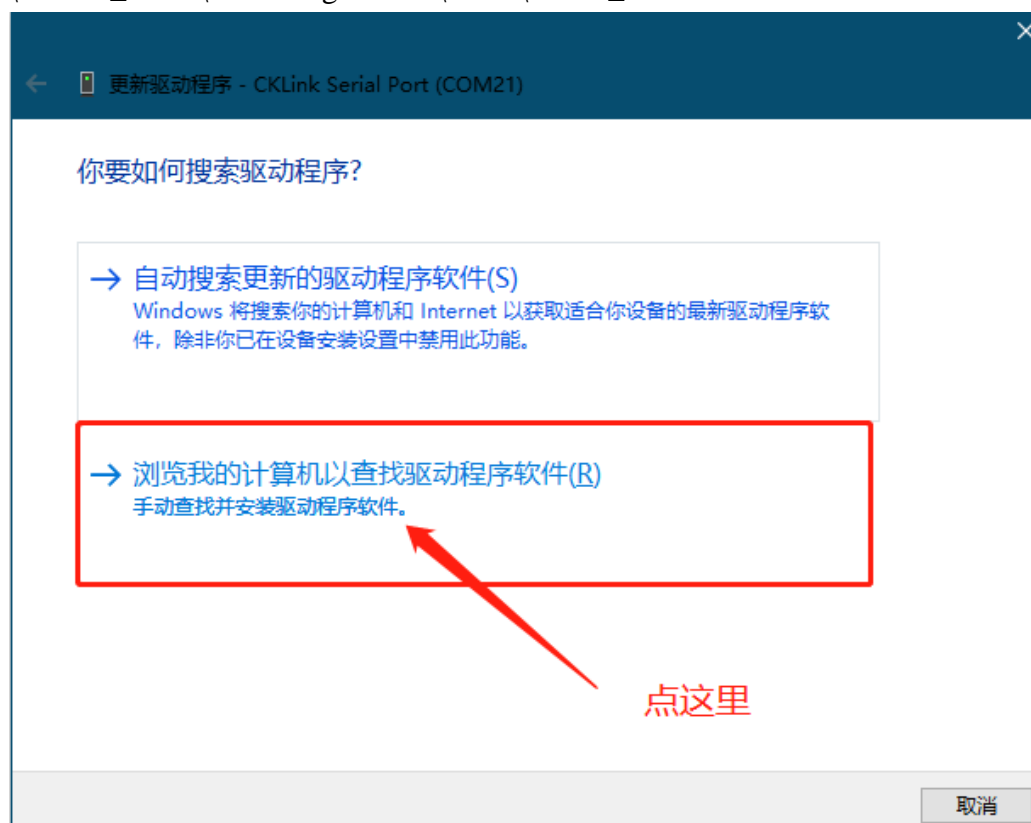 更新驱动程序 - CKLink Serial Port (COM21)
你要如何搜索驱动程序?
→ 自动搜索更新的驱动程序软件(S)
Windows 将搜索你的计算机和 Internet 以获取适合你设备的最新驱动程序软
件，除非你已在设备安装设置中禁用此功能。
→ 浏览我的计算机以查找驱动程序软件(R)
手动查找并安装驱动程序软件。
点这里
取消